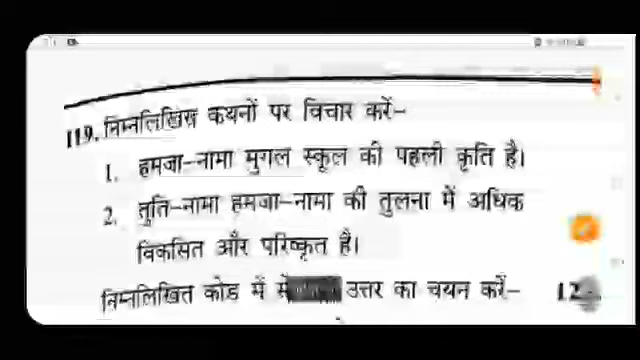 119. निम्नलिखित कथनों पर विचार करें-
1. हमजा-नामा मुगल स्कूल की पहली कृति है।
2. तुति-नामा हमजा-नामा की तुलना में अधिक
विकसित और परिष्कृत है।
निम्नलिखित कोड में से उत्तर का चयन करें- 12